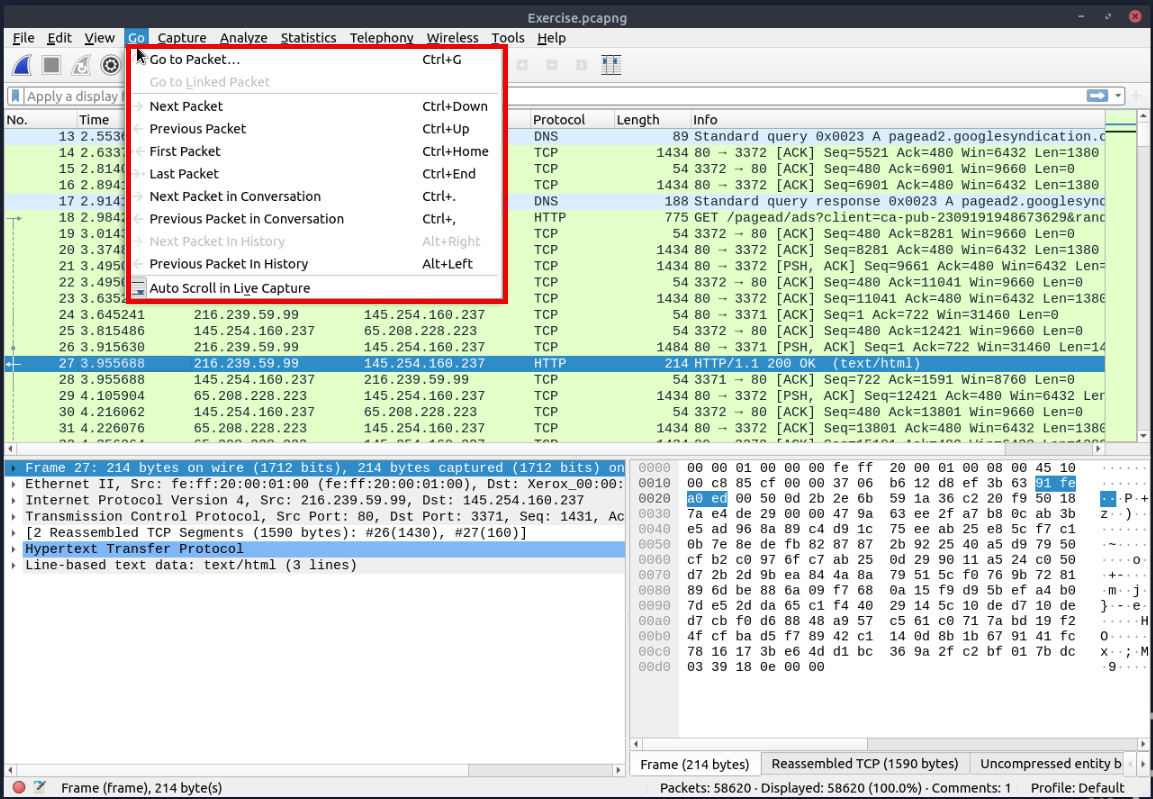 Exercise.pcapng
File Edit View Go Capture Analyze Statistics Telephony Wireless Tools Help
Go to Packet… Ctrl+G
Go to Linked Packet
Apply a display
Next Packet Ctrl+Down
Previous Packet Ctrl+Up
First Packet Ctrl+Home
Last Packet Ctrl+End
Next Packet in Conversation Ctrl+.
Previous Packet in Conversation Ctrl+,
Next Packet In History Alt+Right
Previous Packet In History Alt+Left
Auto Scroll in Live Capture
No. Time Protocol Length Info
13 2.5536 DNS 89 Standard query 0x0023 A pagead2.googlesyndication.c
14 2.6337 TCP 1434 80 → 3372 [ACK] Seq=5521 Ack=480 Win=6432 Len=1380
15 2.8140 TCP 54 3372 → 80 [ACK] Seq=480 Ack=6901 Win=9660 Len=0
16 2.8941 TCP 1434 80 → 3372 [ACK] Seq=6901 Ack=480 Win=6432 Len=1380
17 2.9141 DNS 188 Standard query response 0x0023 A pagead2.googlesynd
18 2.9842 HTTP 775 GET /pagead/ads?client=ca-pub-2309191948673629&rand
19 3.0143 TCP 54 3372 → 80 [ACK] Seq=480 Ack=8281 Win=9660 Len=0
20 3.3748 TCP 1434 80 → 3372 [ACK] Seq=8281 Ack=480 Win=6432 Len=1380
21 3.4950 TCP 1434 80 → 3372 [PSH, ACK] Seq=9661 Ack=480 Win=6432 Len
22 3.4950 TCP 54 3372 → 80 [ACK] Seq=480 Ack=11041 Win=9660 Len=0
23 3.6352 TCP 1434 80 → 3372 [ACK] Seq=11041 Ack=480 Win=6432 Len=1380
24 3.645241 216.239.59.99 145.254.160.237 TCP 54 80 → 3371 [ACK] Seq=1 Ack=722 Win=31460 Len=0
25 3.815486 145.254.160.237 65.208.228.223 TCP 54 3372 → 80 [ACK] Seq=480 Ack=12421 Win=9660 Len=0
26 3.915630 216.239.59.99 145.254.160.237 TCP 1484 80 → 3371 [PSH, ACK] Seq=1 Ack=722 Win=31460 Len=14
27 3.955688 216.239.59.99 145.254.160.237 HTTP 214 HTTP/1.1 200 OK (text/html)
28 3.955688 145.254.160.237 216.239.59.99 TCP 54 3371 → 80 [ACK] Seq=722 Ack=1591 Win=8760 Len=0
29 4.105904 65.208.228.223 145.254.160.237 TCP 1434 80 → 3372 [PSH, ACK] Seq=12421 Ack=480 Win=6432 Len
30 4.216062 145.254.160.237 65.208.228.223 TCP 54 3372 → 80 [ACK] Seq=480 Ack=13801 Win=9660 Len=0
31 4.226076 65.208.228.223 145.254.160.237 TCP 1434 80 → 3372 [ACK] Seq=13801 Ack=480 Win=6432 Len=1380
Frame 27: 214 bytes on wire (1712 bits), 214 bytes captured (1712 bits) on
Ethernet II, Src: fe:ff:20:00:01:00 (fe:ff:20:00:01:00), Dst: Xerox_00:00:
Internet Protocol Version 4, Src: 216.239.59.99, Dst: 145.254.160.237
Transmission Control Protocol, Src Port: 80, Dst Port: 3371, Seq: 1431, Ac
[2 Reassembled TCP Segments (1590 bytes): #26(1430), #27(160)]
Hypertext Transfer Protocol
Line-based text data: text/html (3 lines)
0000 00 00 01 00 00 00 fe ff 20 00 01 00 08 00 45 10 ······
0010 00 c8 85 cf 00 00 37 06 b6 12 d8 ef 3b 63 91 fe ······
0020 a0 ed 00 50 0d 2b 2e 6b 59 1a 36 c2 20 f9 50 18 ···P·+
0030 7a e4 de 29 00 00 47 9a 63 ee 2f a7 b8 0c ab 3b z··)··
0040 e5 ad 96 8a 89 c4 d9 1c 75 ee ab 25 e8 5c f7 c1 ······
0050 0b 7e 8e de fb 82 87 87 2b 92 25 40 a5 d9 79 50 ·~····
0060 cf b2 c0 97 6f c7 ab 25 0d 29 90 11 a5 24 c0 50 ····o·
0070 d7 2b 2d 9b ea 84 4a 8a 79 51 5c f0 76 9b 72 81 ·+-···
0080 89 6d be 88 6a 09 f7 68 0a 15 f9 d9 5b ef a4 b0 ·m··j·
0090 7d e5 2d da 65 c1 f4 40 29 14 5c 10 de d7 10 de }·-·e·
00a0 d7 cb f0 d6 88 48 a9 57 c5 61 c0 71 7a bd 19 f2 ·····H
00b0 4f cf ba d5 f7 89 42 c1 14 0d 8b 1b 67 91 41 fc O·····
00c0 78 16 17 3b e6 4d d1 bc 36 9a 2f c2 bf 01 7b dc x··;·M
00d0 03 39 18 0e 00 00 ·9····
Frame (214 bytes) Reassembled TCP (1590 bytes) Uncompressed entity b
Frame (frame), 214 byte(s) Packets: 58620 · Displayed: 58620 (100.0%) · Comments: 1 Profile: Default